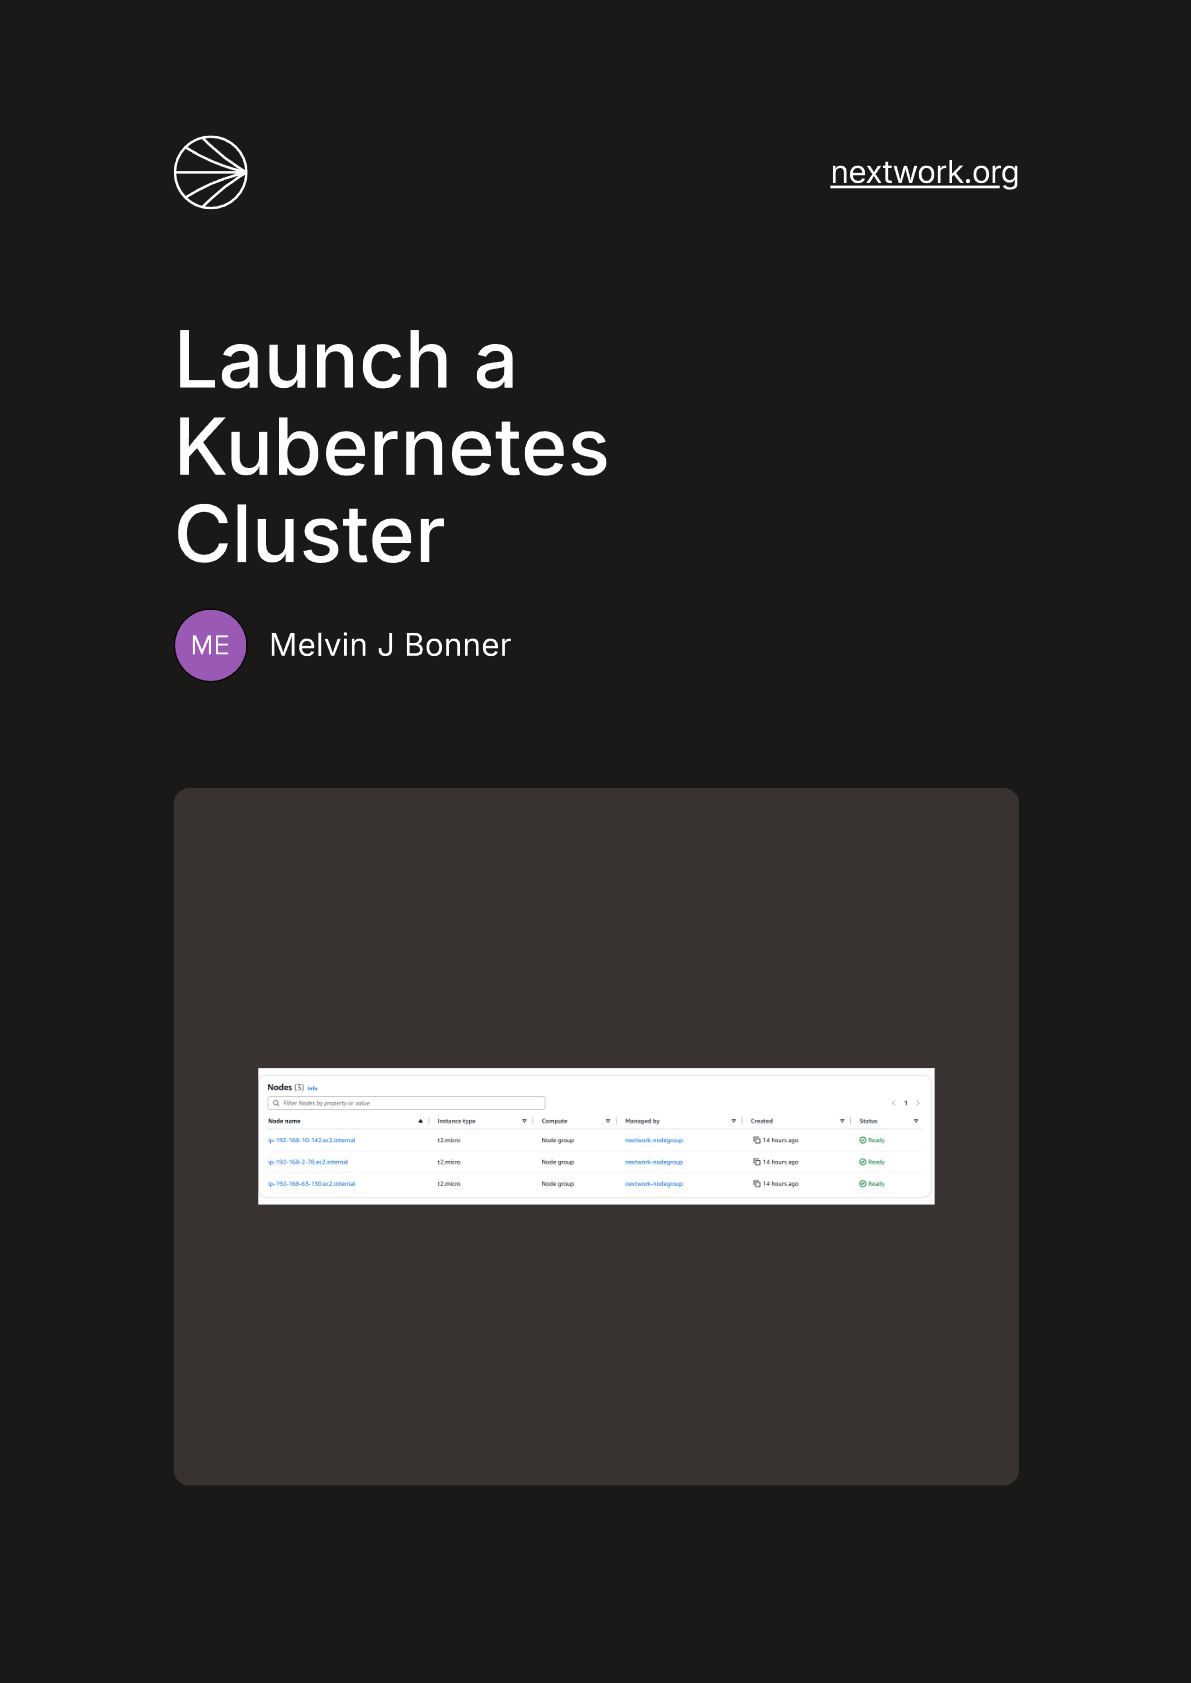 nextwork.org
Launch a
Kubernetes
Cluster
ME Melvin J Bonner
Nodes (3) Info
Filter Nodes by property or value
1
Node name Instance type Compute Managed by Created Status
ip-192-168-10-142.ec2.internal t2.micro Node group nextwork-nodegroup 14 hours ago Ready
ip-192-168-2-78.ec2.internal t2.micro Node group nextwork-nodegroup 14 hours ago Ready
ip-192-168-63-130.ec2.internal t2.micro Node group nextwork-nodegroup 14 hours ago Ready